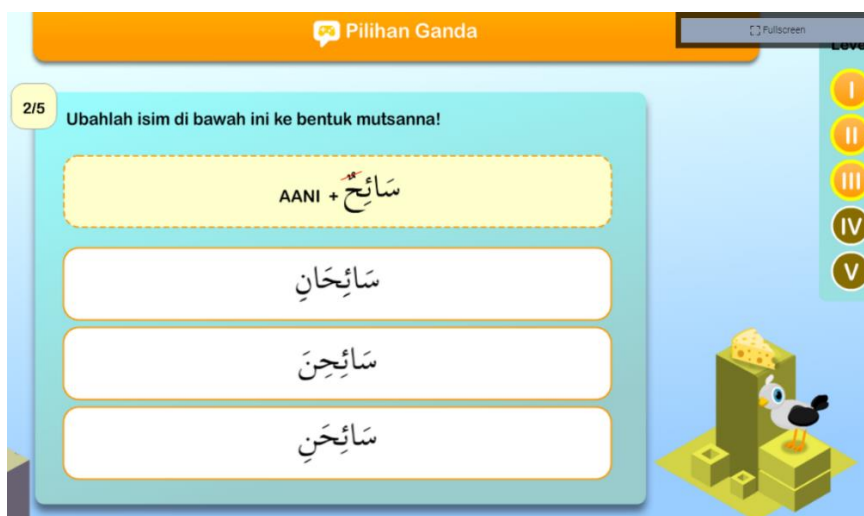 Pilihan Ganda
Fullscreen
Level
2/5
Ubahlah isim di bawah ini ke bentuk mutsanna!
سَائِحٌ + AANI
سَائِحَانِ
سَائِحِنَ
سَائِحَنِ
I
II
III
IV
V